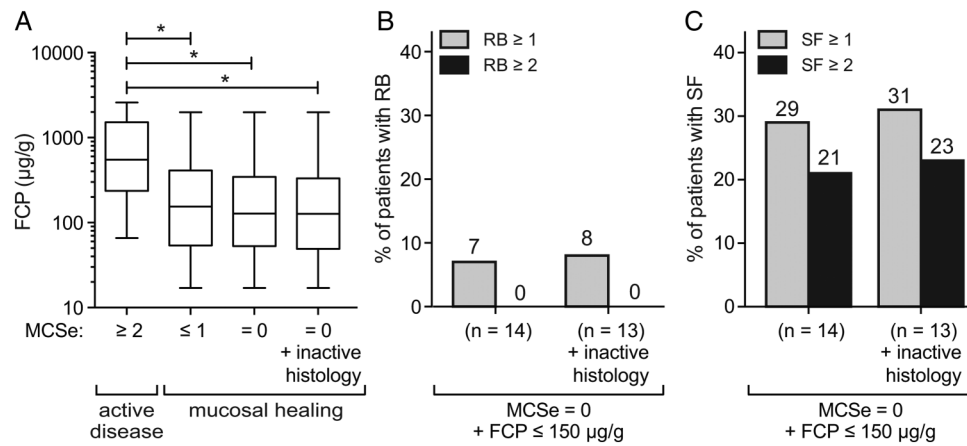 A
*
*
*
10000
1000
100
10
FCP (µg/g)
MCSe:
≥ 2
≤ 1
= 0
= 0
+ inactive
histology
active
disease
mucosal healing
B
RB ≥ 1
RB ≥ 2
% of patients with RB
40
30
20
10
0
7
0
8
0
(n = 14)
(n = 13)
+ inactive
histology
MCSe = 0
+ FCP ≤ 150 µg/g
C
SF ≥ 1
SF ≥ 2
% of patients with SF
40
30
20
10
0
29
21
31
23
(n = 14)
(n = 13)
+ inactive
histology
MCSe = 0
+ FCP ≤ 150 µg/g